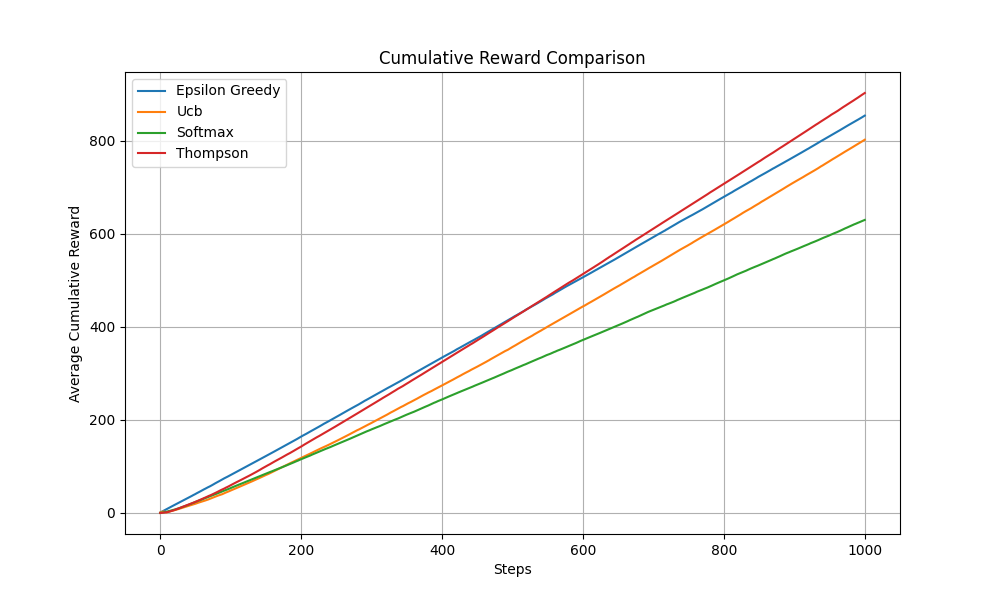 Cumulative Reward Comparison
Epsilon Greedy
Ucb
Softmax
Thompson
Average Cumulative Reward
800
600
400
200
0
0 200 400 600 800 1000
Steps